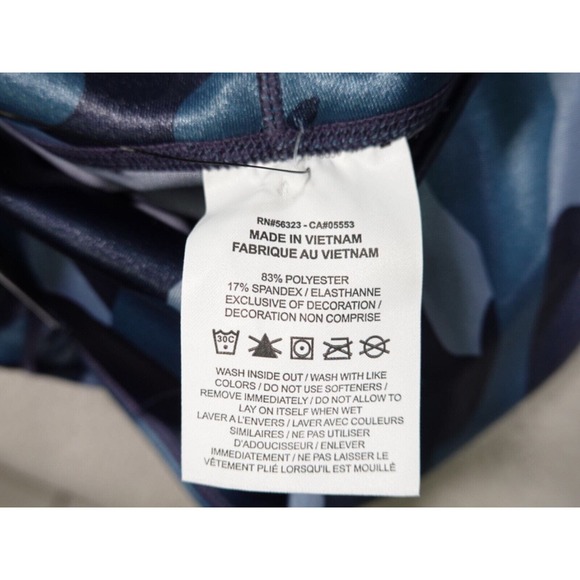 RN#56323 - CA#05553
MADE IN VIETNAM
FABRIQUE AU VIETNAM
83% POLYESTER
17% SPANDEX / ELASTHANNE
EXCLUSIVE OF DECORATION /
DECORATION NON COMPRISE
30C
WASH INSIDE OUT / WASH WITH LIKE
COLORS / DO NOT USE SOFTENERS /
REMOVE IMMEDIATELY / DO NOT ALLOW TO
LAY ON ITSELF WHEN WET
LAVER A L'ENVERS / LAVER AVEC COULEURS
SIMILAIRES / NE PAS UTILISER
D'ADOUCISEUR / ENLEVER
IMMEDIATEMENT / NE PAS LAISSER LE
VÊTEMENT PLIÉ LORSQU'IL EST MOUILLÉ